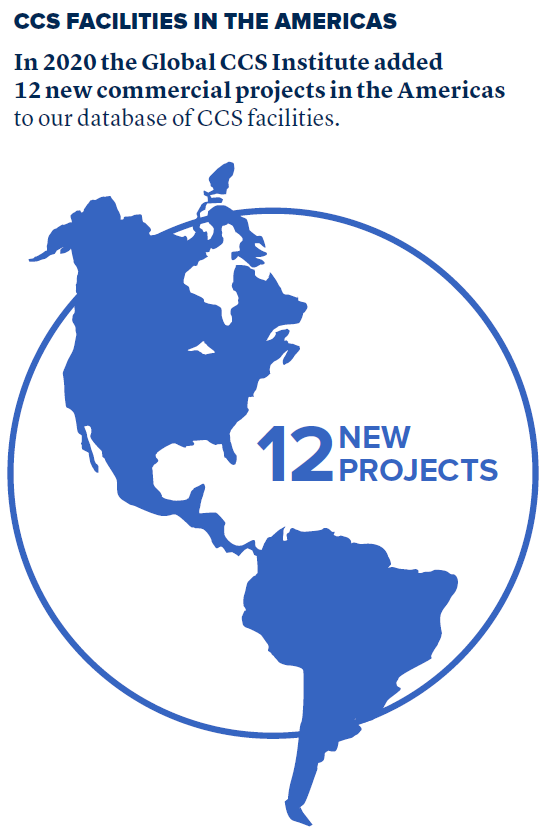 CCS FACILITIES IN THE AMERICAS
In 2020 the Global CCS Institute added
12 new commercial projects in the Americas
to our database of CCS facilities.
12 NEW
PROJECTS